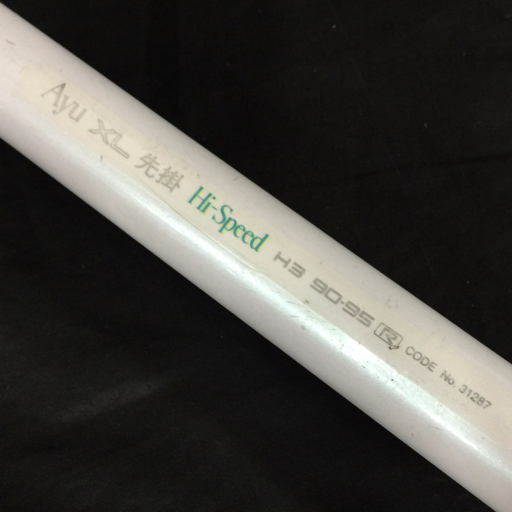 Ayu XL 先掛 Hi-Speed H3 90-95 R CODE No. 31287